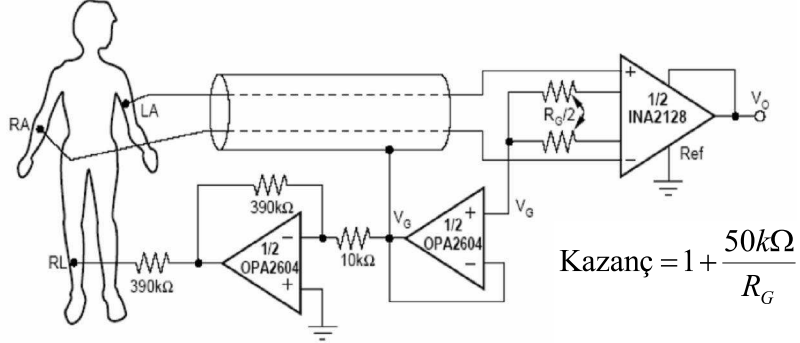 LA
RA
RL
390kΩ
390kΩ
1/2
OPA2604
−
+
10kΩ
V_G
+
1/2
OPA2604
−
V_G
R_G/2
+
1/2
INA2128
−
Ref
V_O
Kazanç = 1 + 50kΩ / R_G